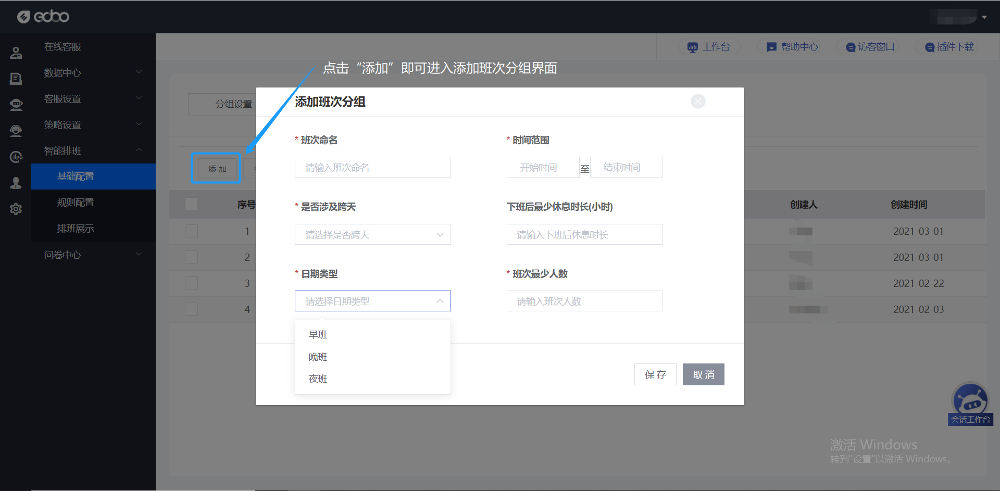 edoo
工作台
帮助中心
访客窗口
插件下载
在线客服
数据中心
客服设置
策略设置
智能排班
基础配置
规则配置
排班展示
问卷中心
点击“添加”即可进入添加班次分组界面
分组设置
添加
序号
创建人
创建时间
1
2021-03-01
2
2021-03-01
3
2021-02-22
4
2021-02-03
添加班次分组
* 班次命名
* 时间范围
请输入班次命名
开始时间 至 结束时间
* 是否涉及跨天
下班后最少休息时长(小时)
请选择是否跨天
请输入下班后休息时长
* 日期类型
* 班次最少人数
请选择日期类型
请输入班次人数
早班
晚班
夜班
保存
取消
会话工作台
激活 Windows
转到"设置"以激活 Windows。